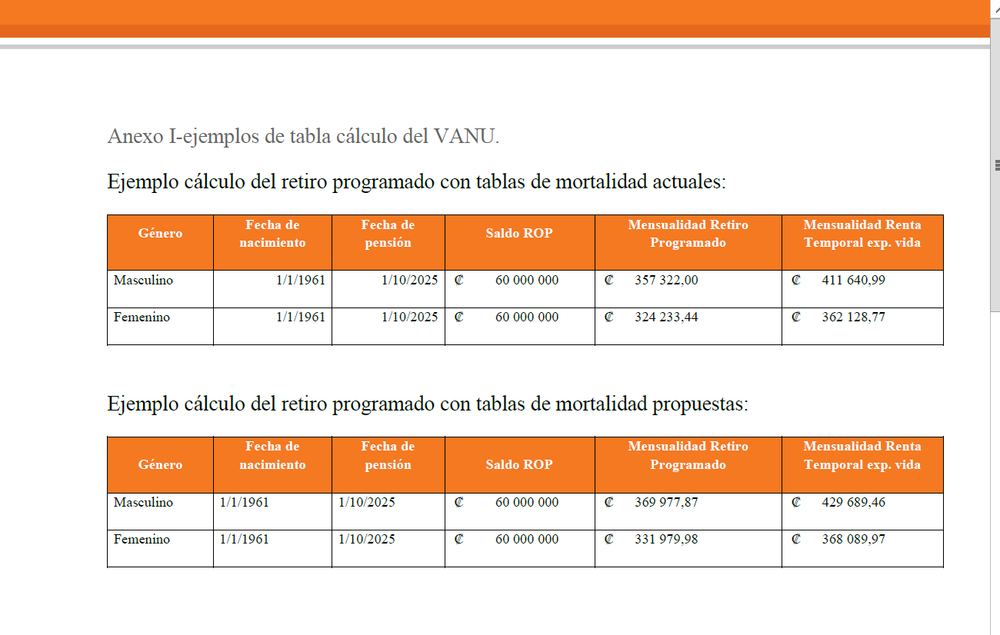 Anexo I-ejemplos de tabla cálculo del VANU.
Ejemplo cálculo del retiro programado con tablas de mortalidad actuales:
Género Fecha de nacimiento Fecha de pensión Saldo ROP Mensualidad Retiro Programado Mensualidad Renta Temporal exp. vida
Masculino 1/1/1961 1/10/2025 ₡ 60 000 000 ₡ 357 322,00 ₡ 411 640,99
Femenino 1/1/1961 1/10/2025 ₡ 60 000 000 ₡ 324 233,44 ₡ 362 128,77
Ejemplo cálculo del retiro programado con tablas de mortalidad propuestas:
Género Fecha de nacimiento Fecha de pensión Saldo ROP Mensualidad Retiro Programado Mensualidad Renta Temporal exp. vida
Masculino 1/1/1961 1/10/2025 ₡ 60 000 000 ₡ 369 977,87 ₡ 429 689,46
Femenino 1/1/1961 1/10/2025 ₡ 60 000 000 ₡ 331 979,98 ₡ 368 089,97